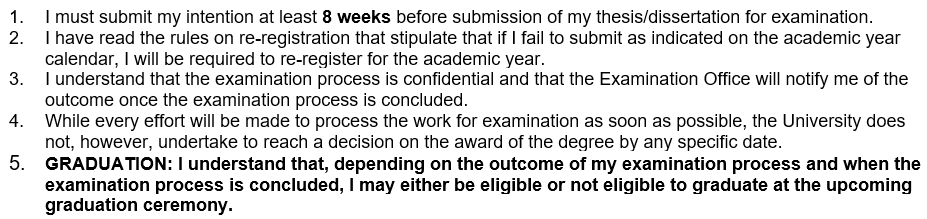 1. I must submit my intention at least 8 weeks before submission of my thesis/dissertation for examination.
2. I have read the rules on re-registration that stipulate that if I fail to submit as indicated on the academic year
calendar, I will be required to re-register for the academic year.
3. I understand that the examination process is confidential and that the Examination Office will notify me of the
outcome once the examination process is concluded.
4. While every effort will be made to process the work for examination as soon as possible, the University does
not, however, undertake to reach a decision on the award of the degree by any specific date.
5. GRADUATION: I understand that, depending on the outcome of my examination process and when the
examination process is concluded, I may either be eligible or not eligible to graduate at the upcoming
graduation ceremony.